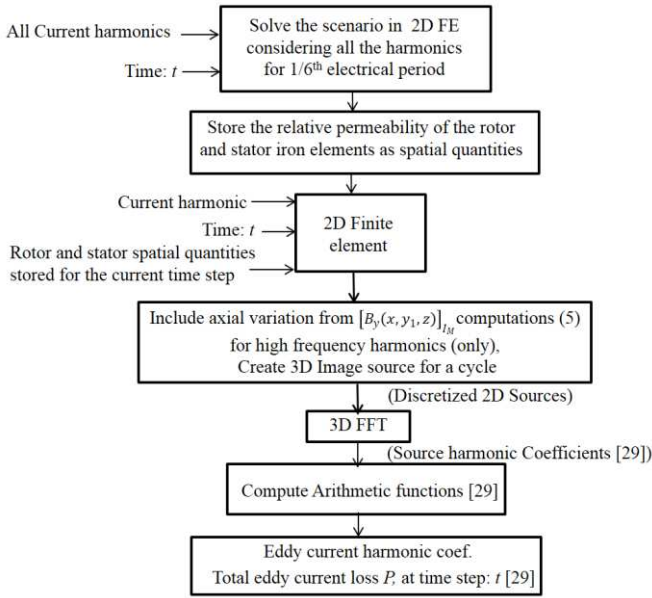 All Current harmonics
Time: t
Solve the scenario in 2D FE
considering all the harmonics
for 1/6th electrical period
Store the relative permeability of the rotor
and stator iron elements as spatial quantities
Current harmonic
Time: t
Rotor and stator spatial quantities
stored for the current time step
2D Finite
element
Include axial variation from [B_y(x, y_1, z)]_{I_M} computations (5)
for high frequency harmonics (only),
Create 3D Image source for a cycle
(Discretized 2D Sources)
3D FFT
(Source harmonic Coefficients [29])
Compute Arithmetic functions [29]
Eddy current harmonic coef.
Total eddy current loss P, at time step: t [29]